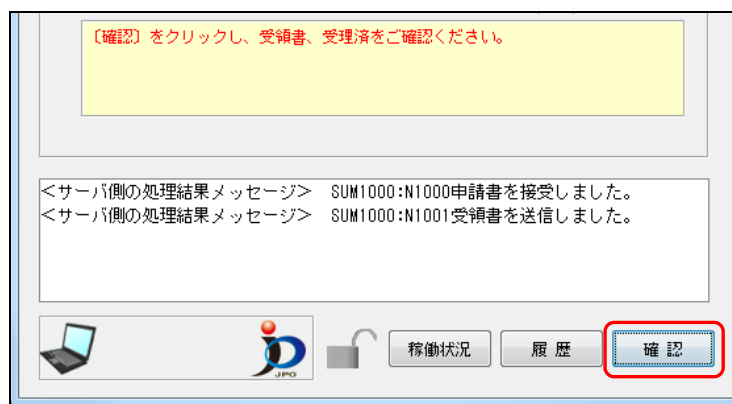 〔確認〕をクリックし、受領書、受理済をご確認ください。
＜サーバ側の処理結果メッセージ＞　SUM1000:N1000申請書を接受しました。
＜サーバ側の処理結果メッセージ＞　SUM1000:N1001受領書を送信しました。
JPO
稼働状況 履 歴 確 認